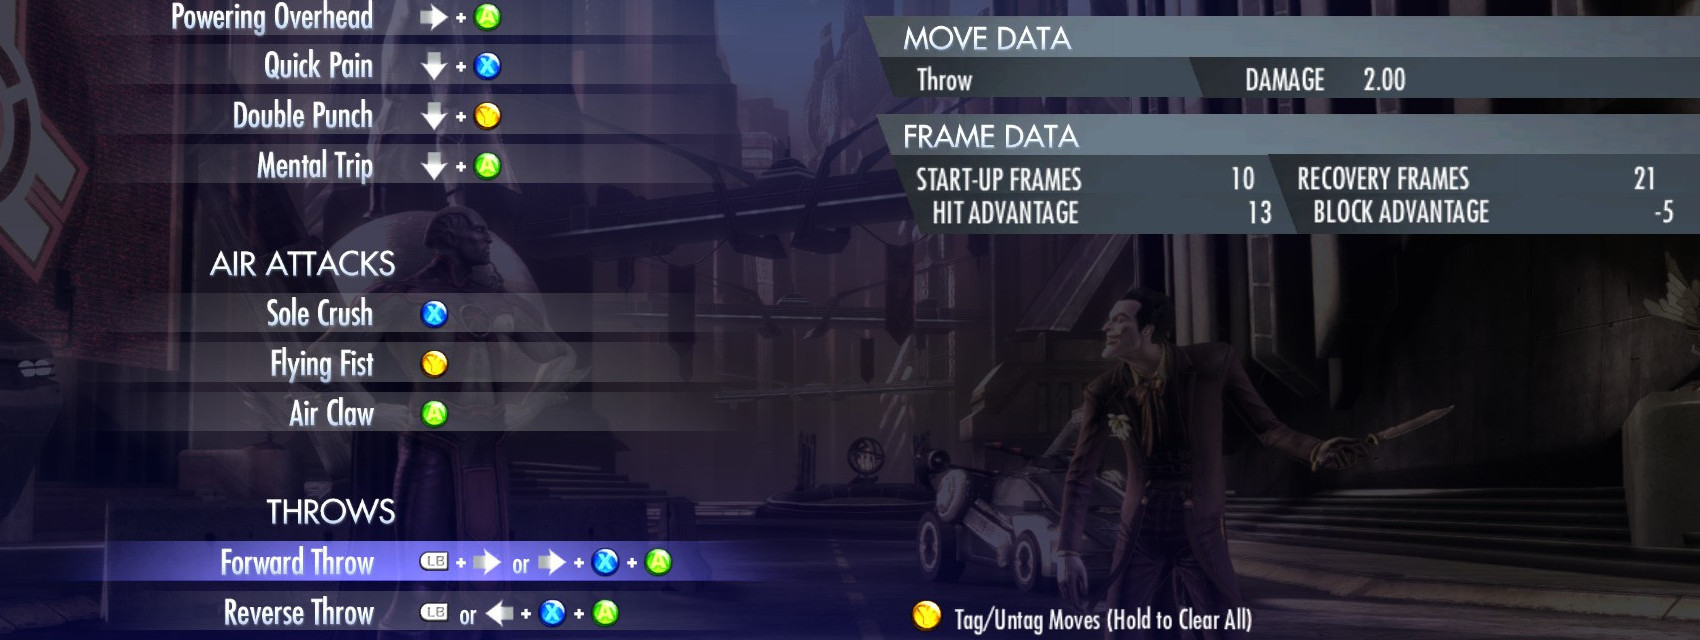 Powering Overhead + A
Quick Pain + X
Double Punch + Y
Mental Trip + A
AIR ATTACKS
Sole Crush X
Flying Fist Y
Air Claw A
THROWS
Forward Throw LB + or + X + A
Reverse Throw LB or + X + A
MOVE DATA
Throw DAMAGE 2.00
FRAME DATA
START-UP FRAMES 10 RECOVERY FRAMES 21
HIT ADVANTAGE 13 BLOCK ADVANTAGE -5
Y Tag/Untag Moves (Hold to Clear All)